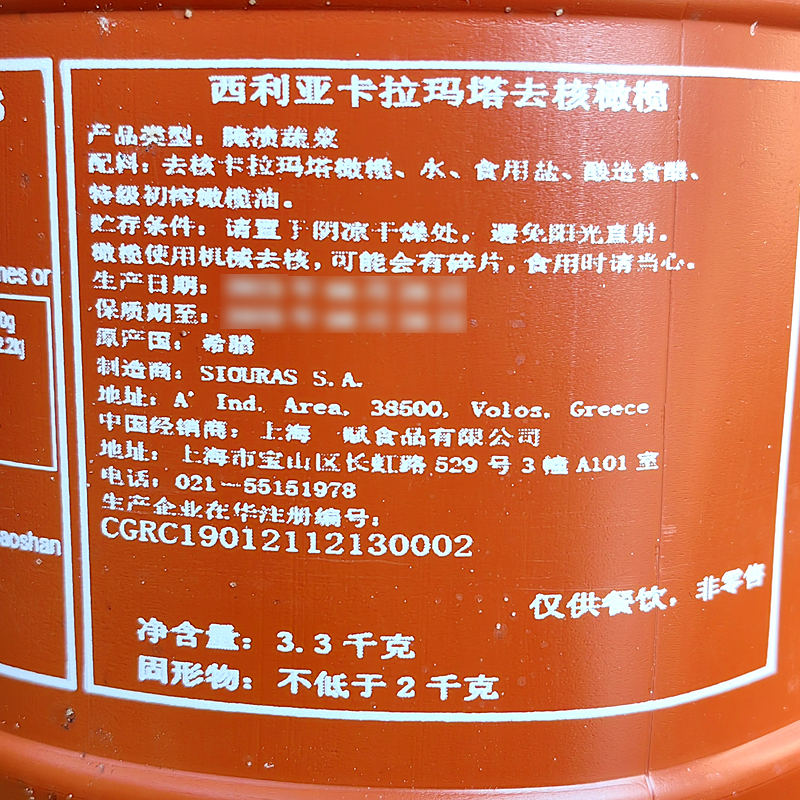 西利亚卡拉玛塔去核橄榄
产品类型：腌渍蔬菜
配料：去核卡拉玛塔橄榄、水、食用盐、酿造食醋、
特级初榨橄榄油。
贮存条件：请置于阴凉干燥处，避免阳光直射。
橄榄使用机械去核，可能会有碎片，食用时请当心。
生产日期：
保质期至：
原产国：希腊
制造商：SIOURAS S.A.
地址：A' Ind. Area, 38500, Volos, Greece
中国经销商：上海 赋食品有限公司
地址：上海市宝山区长虹路 529 号 3 幢 A101 室
电话：021-55151978
生产企业在华注册编号：
CGRC19012112130002
仅供餐饮，非零售
净含量：3.3 千克
固形物：不低于 2 千克
nes or
0g
2.2g
aoshan